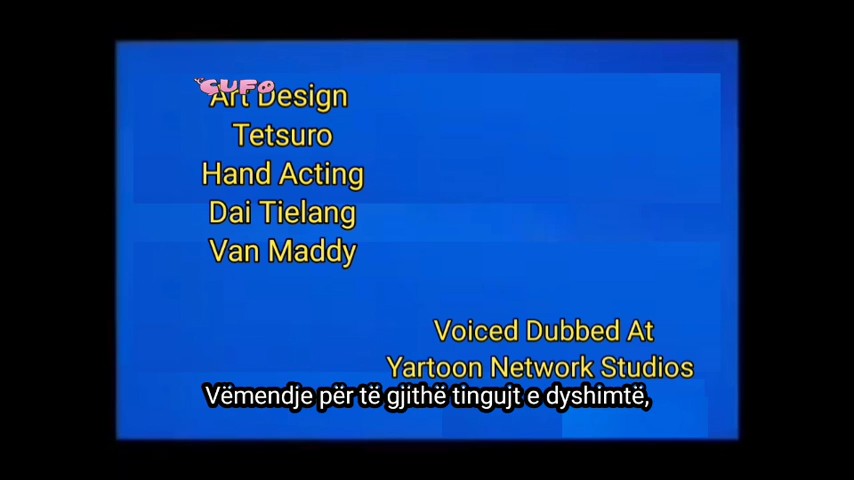 CUFO
Art Design
Tetsuro
Hand Acting
Dai Tielang
Van Maddy
Voiced Dubbed At
Yartoon Network Studios
Vëmendje për të gjithë tingujt e dyshimtë,